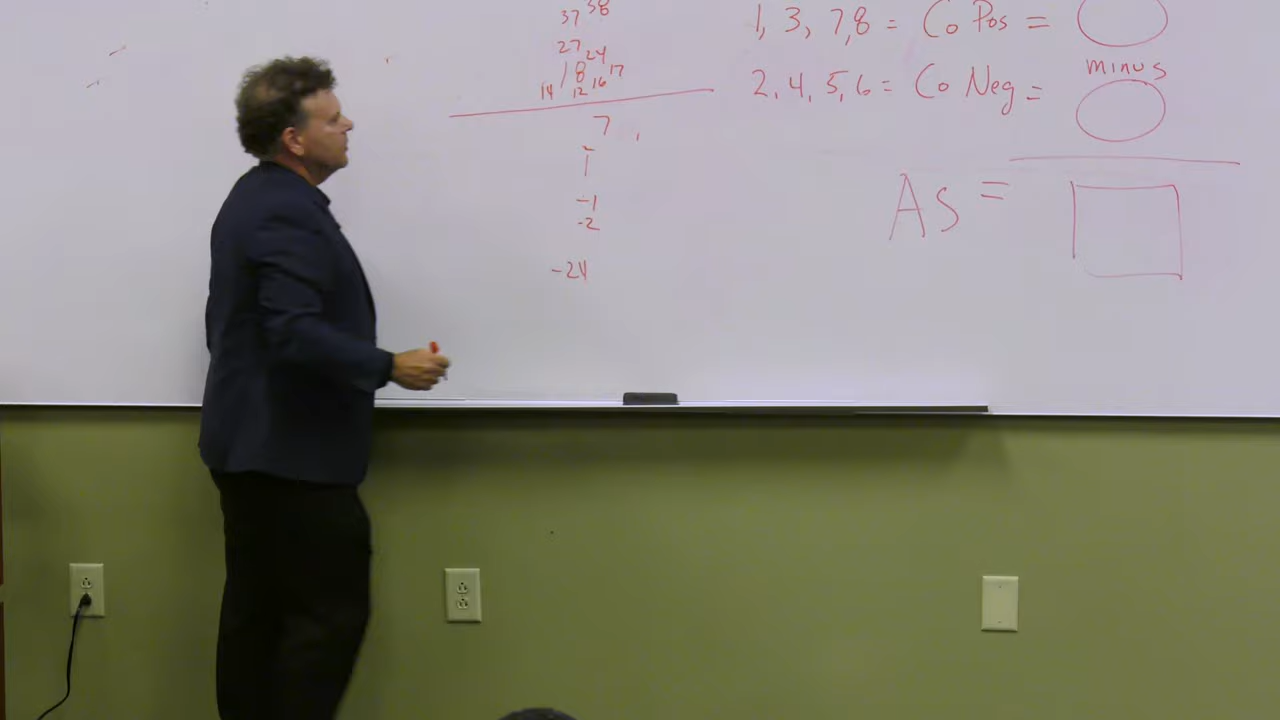 37 38
27 24
18 17
14 12 16
7
1
-1
-2
-24
1, 3, 7, 8 = Co Pos =
minus
2, 4, 5, 6 = Co Neg =
AS =